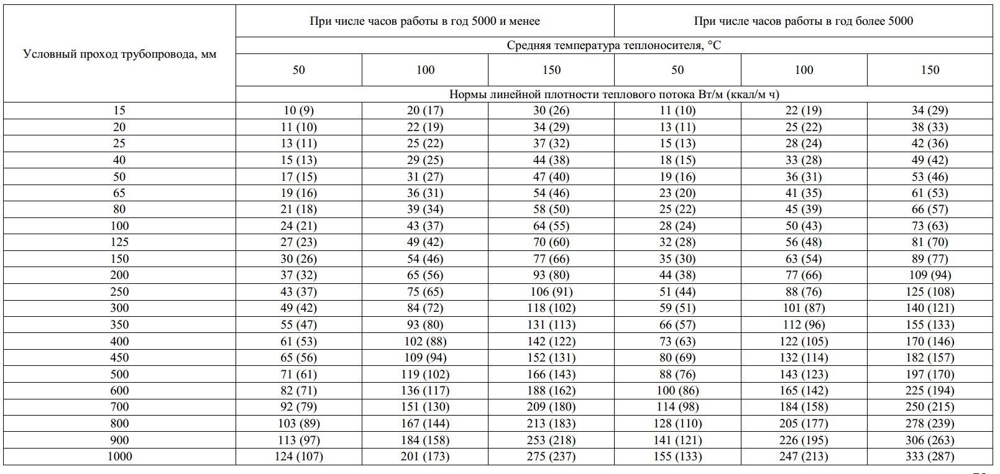 При числе часов работы в год 5000 и менее При числе часов работы в год более 5000
Условный проход трубопровода, мм
Средняя температура теплоносителя, °С
50 100 150 50 100 150
Нормы линейной плотности теплового потока Вт/м (ккал/м ч)
15 10 (9) 20 (17) 30 (26) 11 (10) 22 (19) 34 (29)
20 11 (10) 22 (19) 34 (29) 13 (11) 25 (22) 38 (33)
25 13 (11) 25 (22) 37 (32) 15 (13) 28 (24) 42 (36)
40 15 (13) 29 (25) 44 (38) 18 (15) 33 (28) 49 (42)
50 17 (15) 31 (27) 47 (40) 19 (16) 36 (31) 53 (46)
65 19 (16) 36 (31) 54 (46) 23 (20) 41 (35) 61 (53)
80 21 (18) 39 (34) 58 (50) 25 (22) 45 (39) 66 (57)
100 24 (21) 43 (37) 64 (55) 28 (24) 50 (43) 73 (63)
125 27 (23) 49 (42) 70 (60) 32 (28) 56 (48) 81 (70)
150 30 (26) 54 (46) 77 (66) 35 (30) 63 (54) 89 (77)
200 37 (32) 65 (56) 93 (80) 44 (38) 77 (66) 109 (94)
250 43 (37) 75 (65) 106 (91) 51 (44) 88 (76) 125 (108)
300 49 (42) 84 (72) 118 (102) 59 (51) 101 (87) 140 (121)
350 55 (47) 93 (80) 131 (113) 66 (57) 112 (96) 155 (133)
400 61 (53) 102 (88) 142 (122) 73 (63) 122 (105) 170 (146)
450 65 (56) 109 (94) 152 (131) 80 (69) 132 (114) 182 (157)
500 71 (61) 119 (102) 166 (143) 88 (76) 143 (123) 197 (170)
600 82 (71) 136 (117) 188 (162) 100 (86) 165 (142) 225 (194)
700 92 (79) 151 (130) 209 (180) 114 (98) 184 (158) 250 (215)
800 103 (89) 167 (144) 213 (183) 128 (110) 205 (177) 278 (239)
900 113 (97) 184 (158) 253 (218) 141 (121) 226 (195) 306 (263)
1000 124 (107) 201 (173) 275 (237) 155 (133) 247 (213) 333 (287)